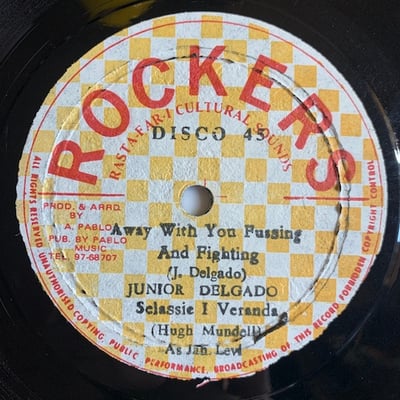 ROCKERS
RASTA-FAR-I CULTURAL SOUNDS
DISCO 45
PROD. & ARRD.
BY
A. PABLO
PUB. BY PABLO
MUSIC
TEL. 97-68707
Away With You Fussing
And Fighting
(J. Delgado)
JUNIOR DELGADO
Selassie I Veranda
(Hugh Mundell)
As Jah Levi
ALL RIGHTS RESERVED UNAUTHORISED COPYING, PUBLIC PERFORMANCE, BROADCASTING OF THIS RECORD FORBIDDEN COPYRIGHT CONTROL